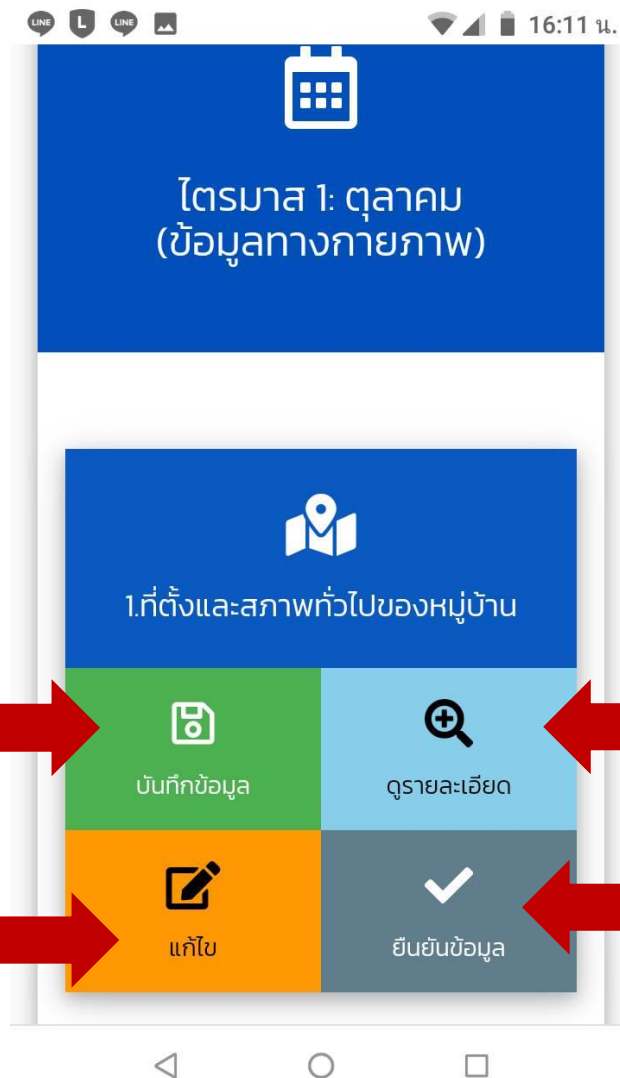 LINE L LINE 16:11 น.
ไตรมาส 1: ตุลาคม
(ข้อมูลทางกายภาพ)
1.ที่ตั้งและสภาพทั่วไปของหมู่บ้าน
บันทึกข้อมูล
ดูรายละเอียด
แก้ไข
ยืนยันข้อมูล